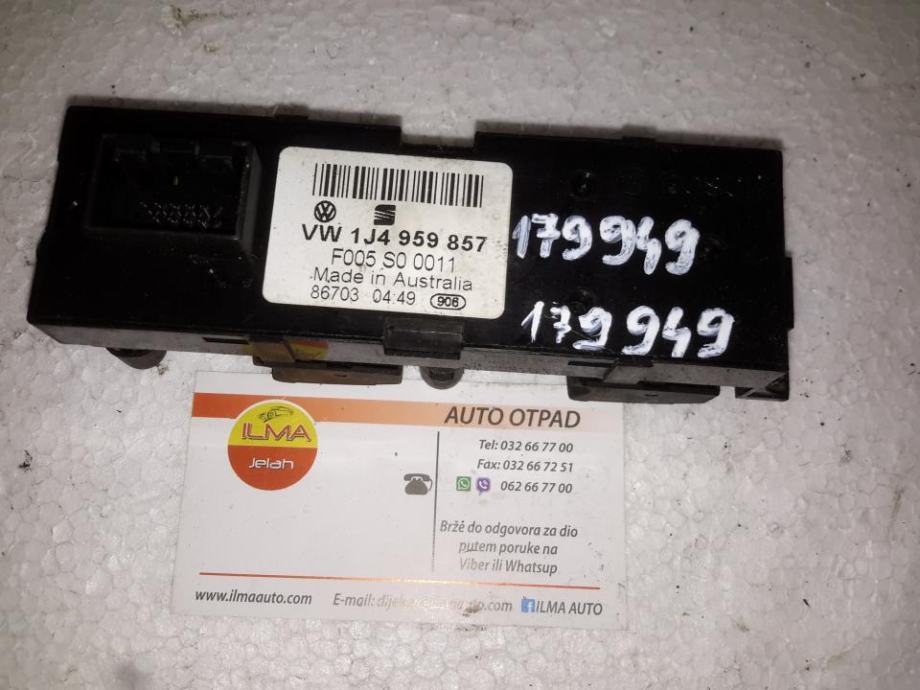 VW 1J4 959 857
F005 S0 0011
Made in Australia
86703 04:49 906
179949
179949
ILMA
Jelah
AUTO OTPAD
Tel: 032 66 77 00
Fax: 032 66 72 51
062 66 77 00
Brže do odgovora za dio
putem poruke na
Viber ili Whatsup
www.ilmaauto.com
E-mail:
ILMA AUTO